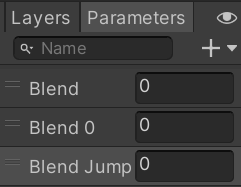 Layers Parameters
Name
Blend 0
Blend 0 0
Blend Jump 0